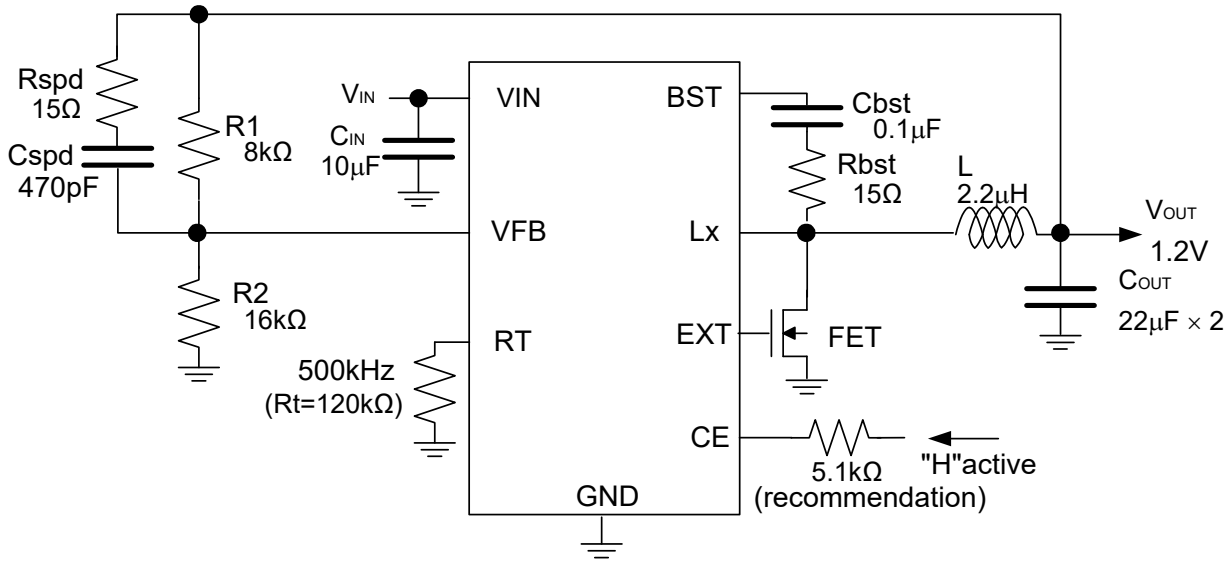 Rspd
15Ω
Cspd
470pF
R1
8kΩ
R2
16kΩ
VIN
CIN
10μF
500kHz
(Rt=120kΩ)
VIN
VFB
RT
GND
BST
Lx
EXT
CE
Cbst
0.1μF
Rbst
15Ω
L
2.2μH
VOUT
1.2V
COUT
22μF × 2
FET
5.1kΩ
(recommendation)
"H"active